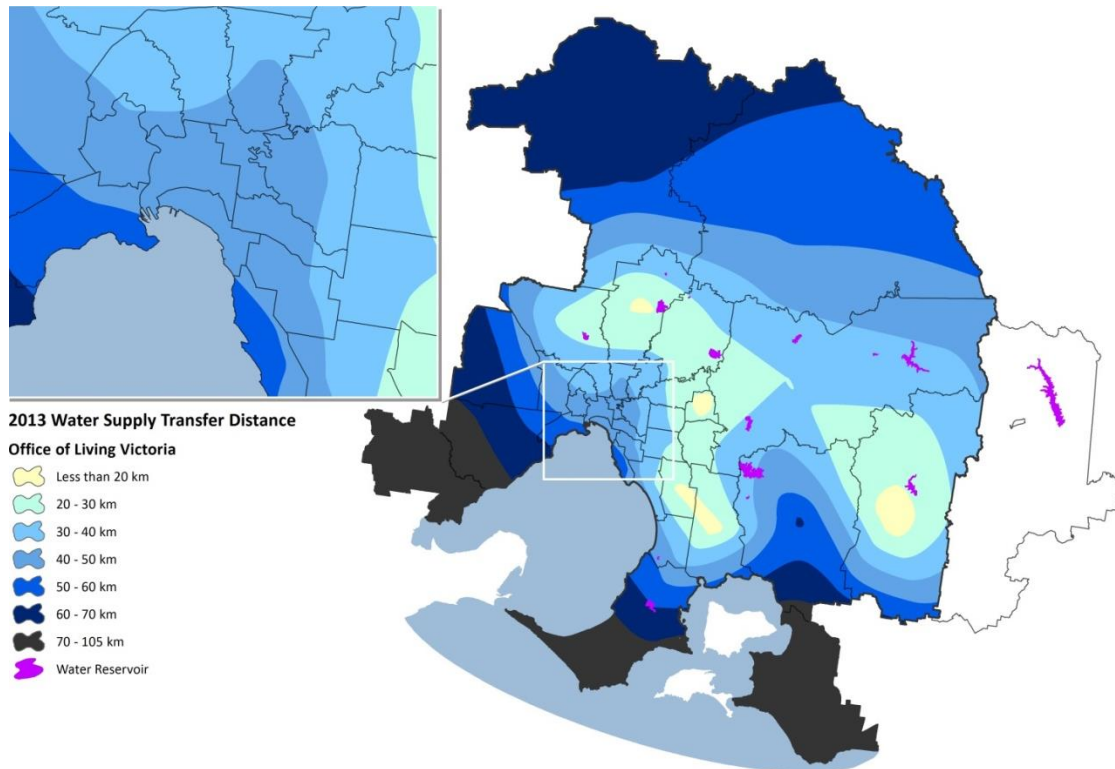 2013 Water Supply Transfer Distance
Office of Living Victoria
Less than 20 km
20 - 30 km
30 - 40 km
40 - 50 km
50 - 60 km
60 - 70 km
70 - 105 km
Water Reservoir